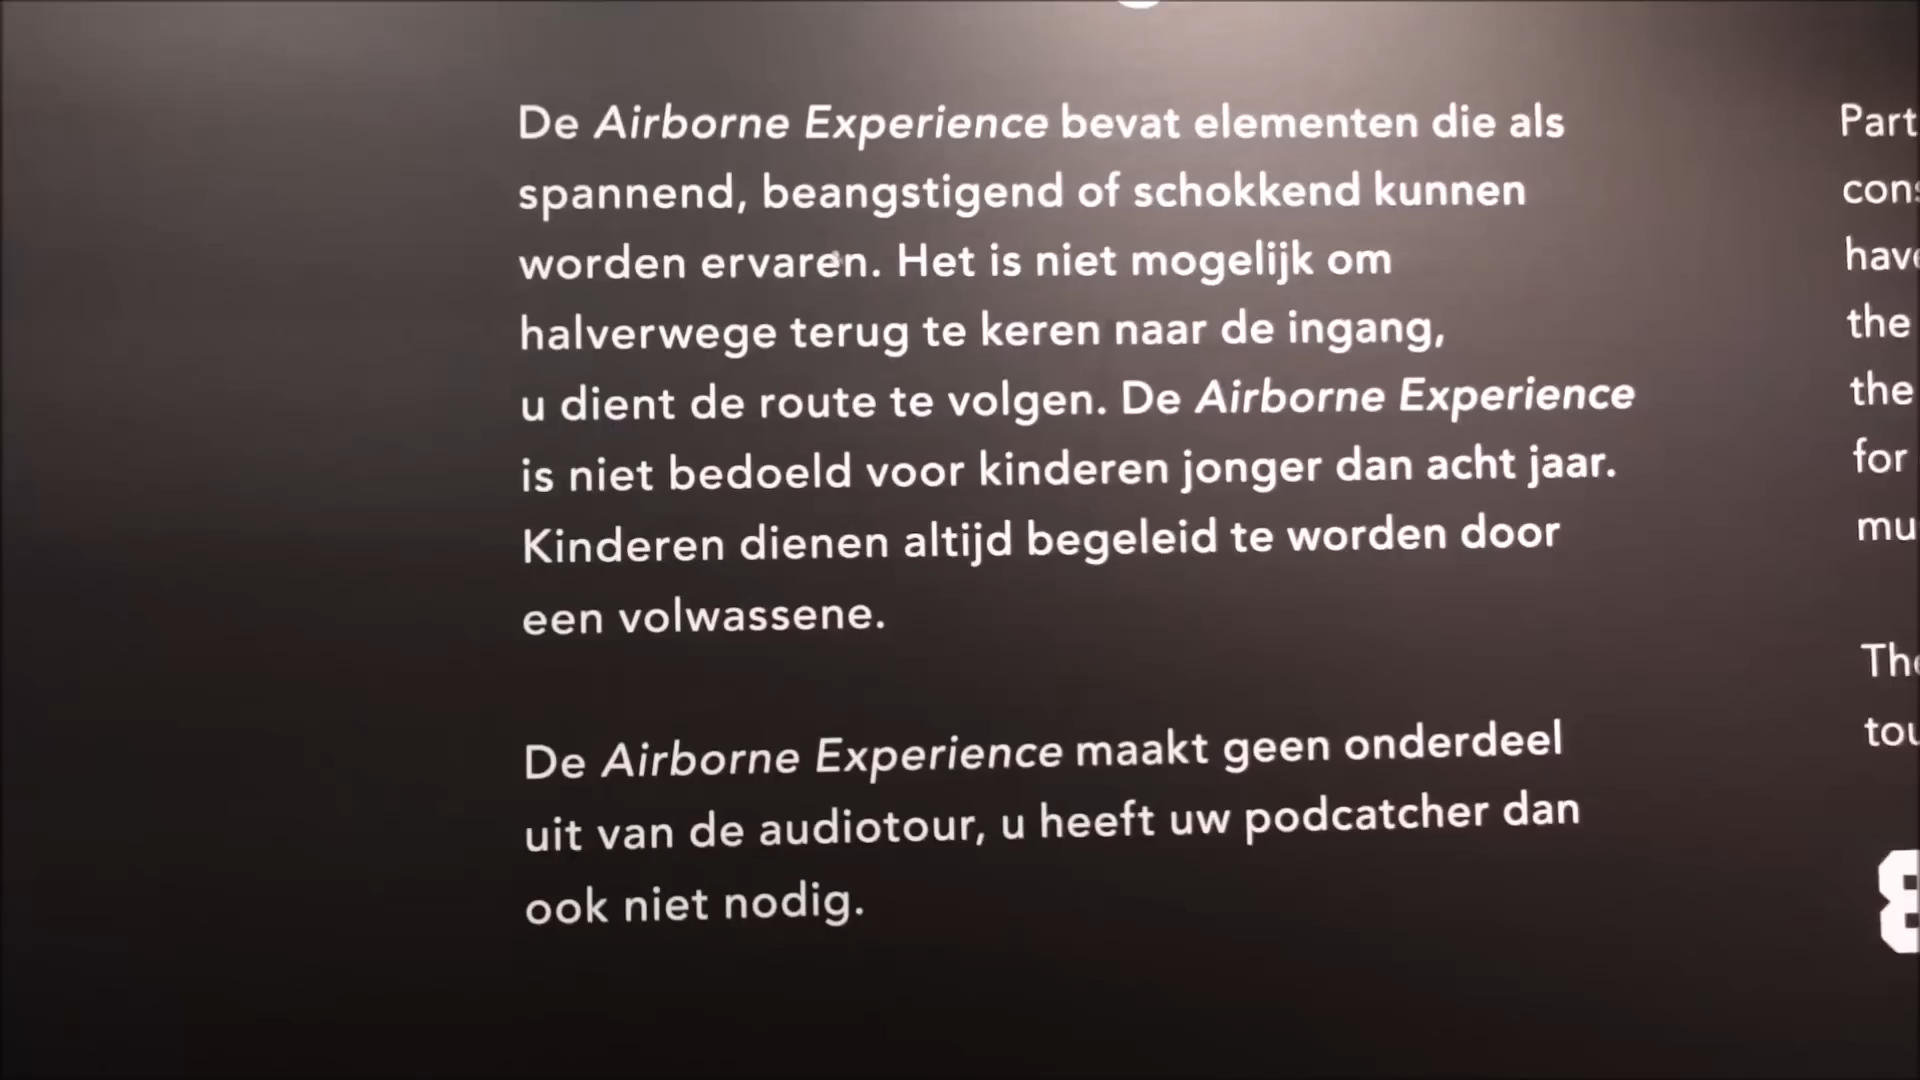 De Airborne Experience bevat elementen die als
spannend, beangstigend of schokkend kunnen
worden ervaren. Het is niet mogelijk om
halverwege terug te keren naar de ingang,
u dient de route te volgen. De Airborne Experience
is niet bedoeld voor kinderen jonger dan acht jaar.
Kinderen dienen altijd begeleid te worden door
een volwassene.
De Airborne Experience maakt geen onderdeel
uit van de audiotour, u heeft uw podcatcher dan
ook niet nodig.
Part
the
the
for